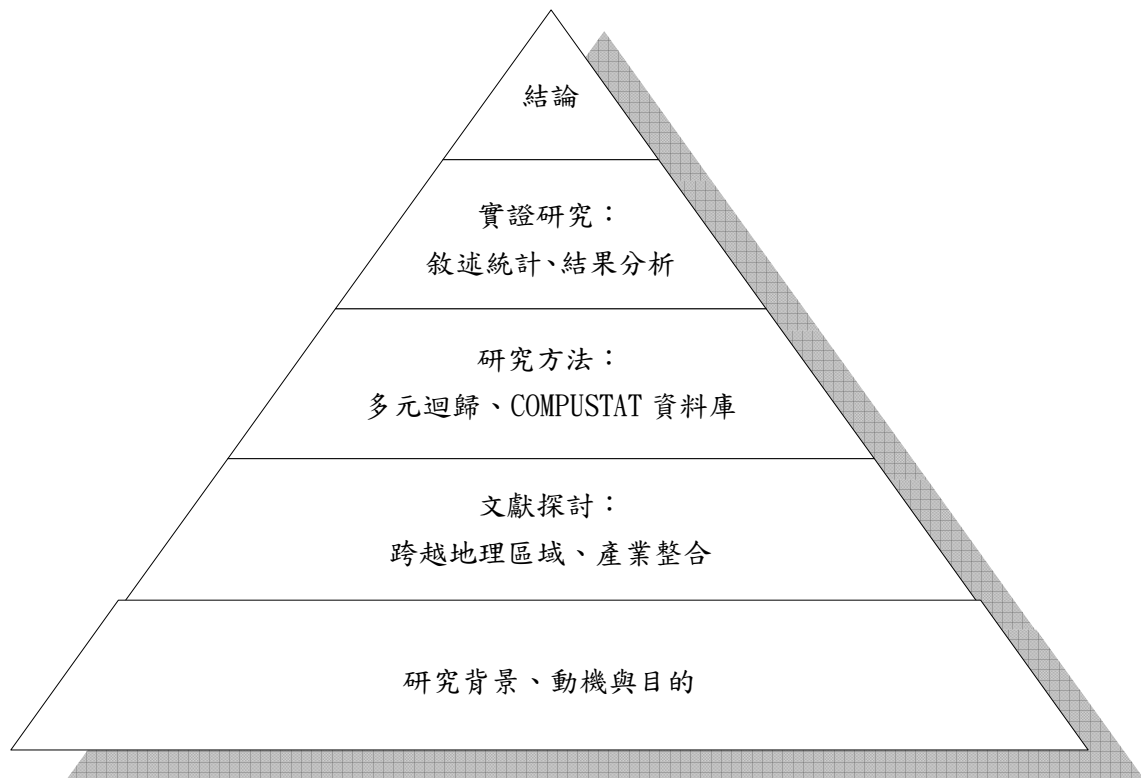 結論
實證研究：
敘述統計、結果分析
研究方法：
多元迴歸、COMPUSTAT 資料庫
文獻探討：
跨越地理區域、產業整合
研究背景、動機與目的